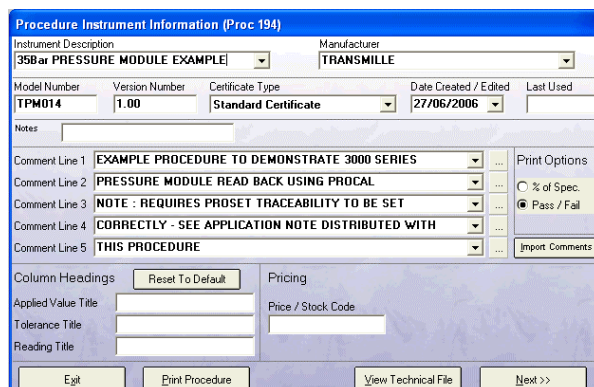 Procedure Instrument Information (Proc 194)
Instrument Description Manufacturer
35Bar PRESSURE MODULE EXAMPLE TRANSMILLE
Model Number Version Number Certificate Type Date Created / Edited Last Used
TPM014 1.00 Standard Certificate 27/06/2006
Notes
Comment Line 1 EXAMPLE PROCEDURE TO DEMONSTRATE 3000 SERIES ... Print Options
Comment Line 2 PRESSURE MODULE READ BACK USING PROCAL ... % of Spec.
Comment Line 3 NOTE : REQUIRES PROSET TRACEABILITY TO BE SET ... Pass / Fail
Comment Line 4 CORRECTLY - SEE APPLICATION NOTE DISTRIBUTED WITH ...
Comment Line 5 THIS PROCEDURE ... Import Comments
Column Headings Reset To Default Pricing
Applied Value Title Price / Stock Code
Tolerance Title
Reading Title
Exit Print Procedure View Technical File Next >>